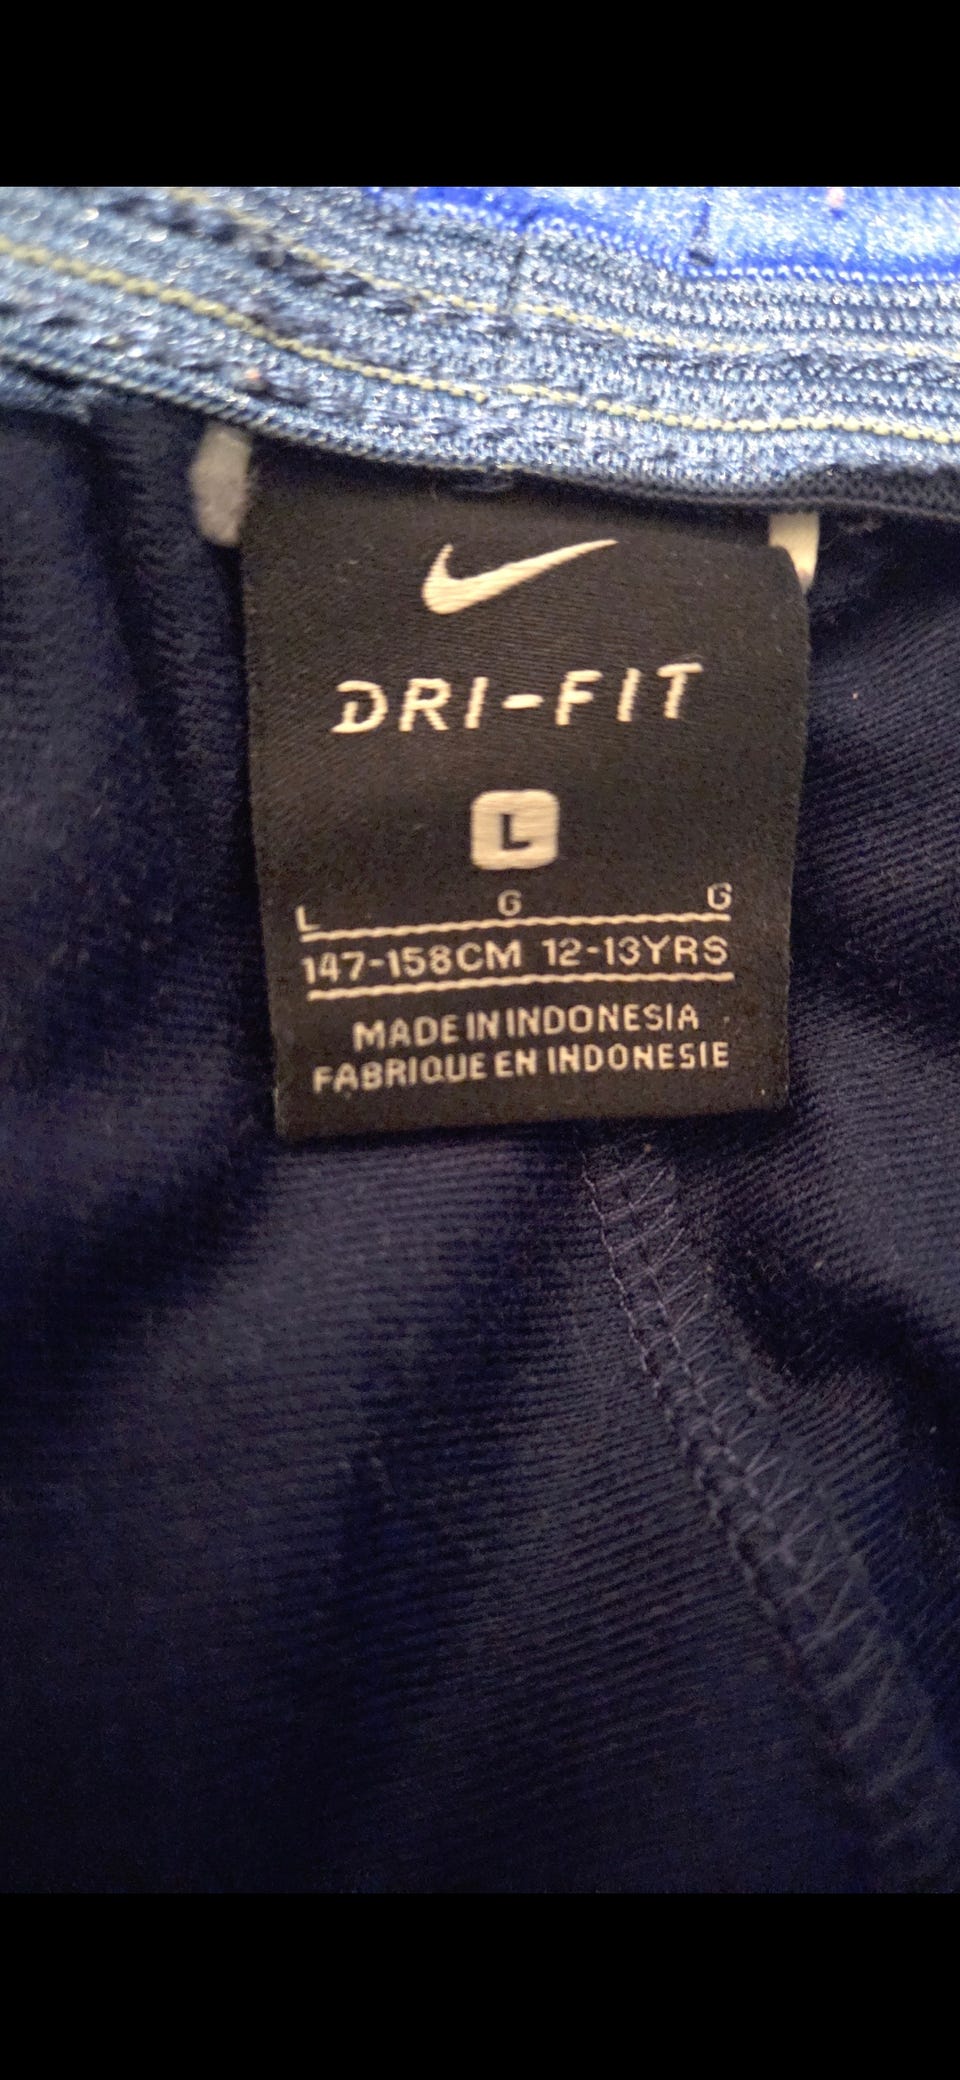 DRI-FIT
L
L G G
147-158CM 12-13YRS
MADE IN INDONESIA
FABRIQUE EN INDONESIE